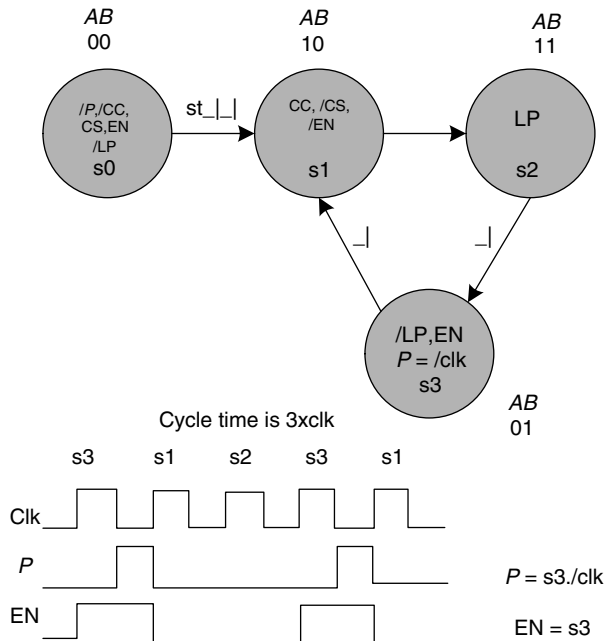 AB
00
AB
10
AB
11
/P,/CC,
CS,EN
/LP
s0
st_|_|
CC, /CS,
/EN
s1
LP
s2
_|
_|
/LP,EN
P = /clk
s3
AB
01
Cycle time is 3xclk
s3 s1 s2 s3 s1
Clk
P
P = s3./clk
EN
EN = s3